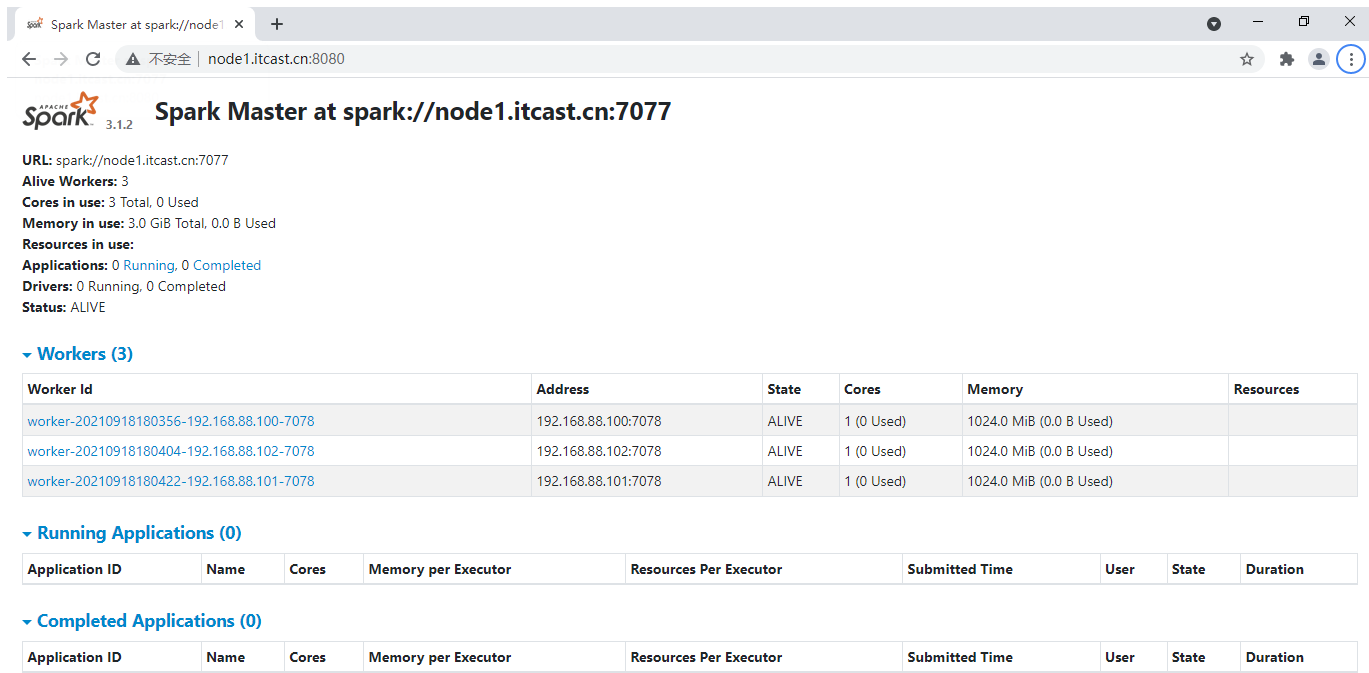 Spark Master at spark://node1
不安全 node1.itcast.cn:8080
APACHE Spark 3.1.2 Spark Master at spark://node1.itcast.cn:7077
URL: spark://node1.itcast.cn:7077
Alive Workers: 3
Cores in use: 3 Total, 0 Used
Memory in use: 3.0 GiB Total, 0.0 B Used
Resources in use:
Applications: 0 Running, 0 Completed
Drivers: 0 Running, 0 Completed
Status: ALIVE
Workers (3)
Worker Id Address State Cores Memory Resources
worker-20210918180356-192.168.88.100-7078 192.168.88.100:7078 ALIVE 1 (0 Used) 1024.0 MiB (0.0 B Used)
worker-20210918180404-192.168.88.102-7078 192.168.88.102:7078 ALIVE 1 (0 Used) 1024.0 MiB (0.0 B Used)
worker-20210918180422-192.168.88.101-7078 192.168.88.101:7078 ALIVE 1 (0 Used) 1024.0 MiB (0.0 B Used)
Running Applications (0)
Application ID Name Cores Memory per Executor Resources Per Executor Submitted Time User State Duration
Completed Applications (0)
Application ID Name Cores Memory per Executor Resources Per Executor Submitted Time User State Duration